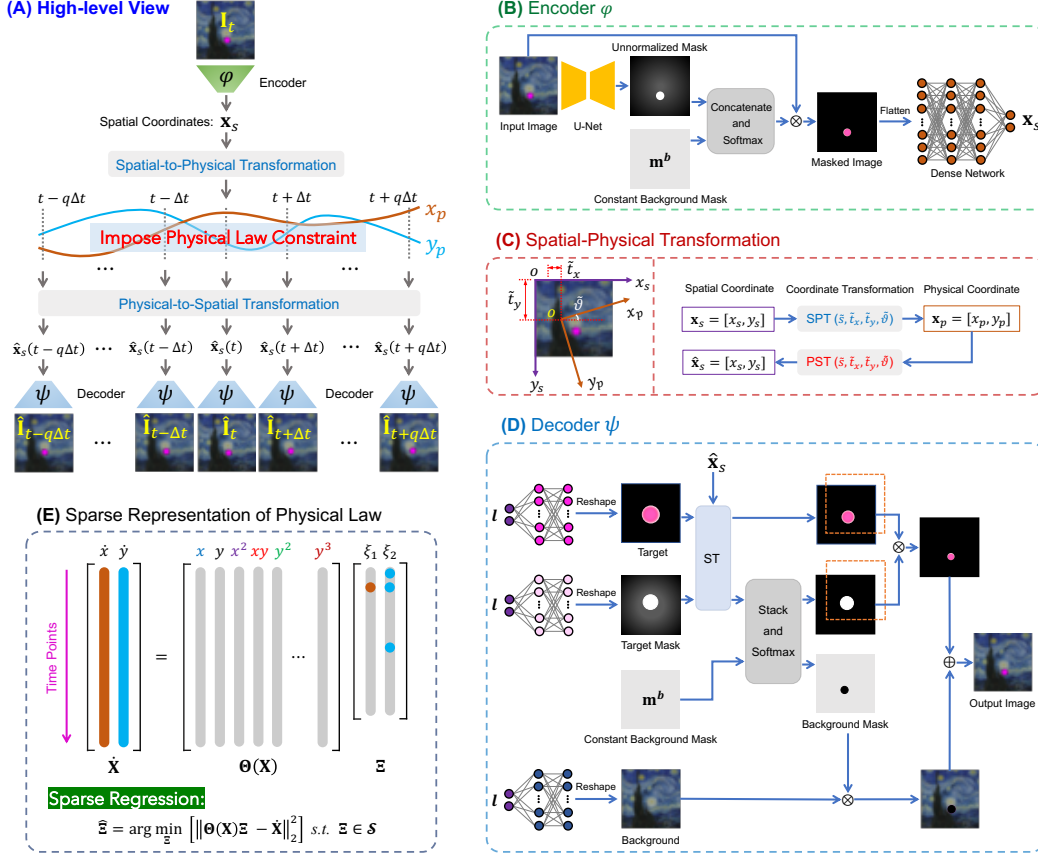 (A) High-level View
I_t
φ
Encoder
Spatial Coordinates: x_s
Spatial-to-Physical Transformation
t − qΔt t − Δt t + Δt t + qΔt
x_p
Impose Physical Law Constraint
y_p
... ...
Physical-to-Spatial Transformation
x̂_s(t − qΔt) ... x̂_s(t − Δt) x̂_s(t) x̂_s(t + Δt) ... x̂_s(t + qΔt)
ψ Decoder ψ ψ ψ Decoder ψ
Î_{t−qΔt} ... Î_{t−Δt} Î_t Î_{t+Δt} ... Î_{t+qΔt}
(B) Encoder φ
Unnormalized Mask
Input Image
U-Net
Concatenate
and
Softmax
m^b
Constant Background Mask
⊗
Masked Image
Flatten
x_s
Dense Network
(C) Spatial-Physical Transformation
o t̃_x x_s
t̃_y
o ϑ̃
x_p
y_s y_p
Spatial Coordinate Coordinate Transformation Physical Coordinate
x_s = [x_s, y_s] SPT (s̃, t̃_x, t̃_y, ϑ̃) x_p = [x_p, y_p]
x̂_s = [x_s, y_s] PST (s̃, t̃_x, t̃_y, ϑ̃)
(D) Decoder ψ
x̂_s
l Reshape
Target
ST
⊗
l Reshape
Target Mask
Stack
and
Softmax
m^b
Constant Background Mask
Background Mask
⊕
Output Image
l Reshape
Background
⊗
(E) Sparse Representation of Physical Law
ẋ ẏ x y x² xy y² y³ ξ₁ ξ₂
Time Points
= ...
Ẋ Θ(X) Ξ
Sparse Regression:
Ξ̂ = arg min_Ξ [‖Θ(X)Ξ − Ẋ‖₂²] s.t. Ξ ∈ 𝓢